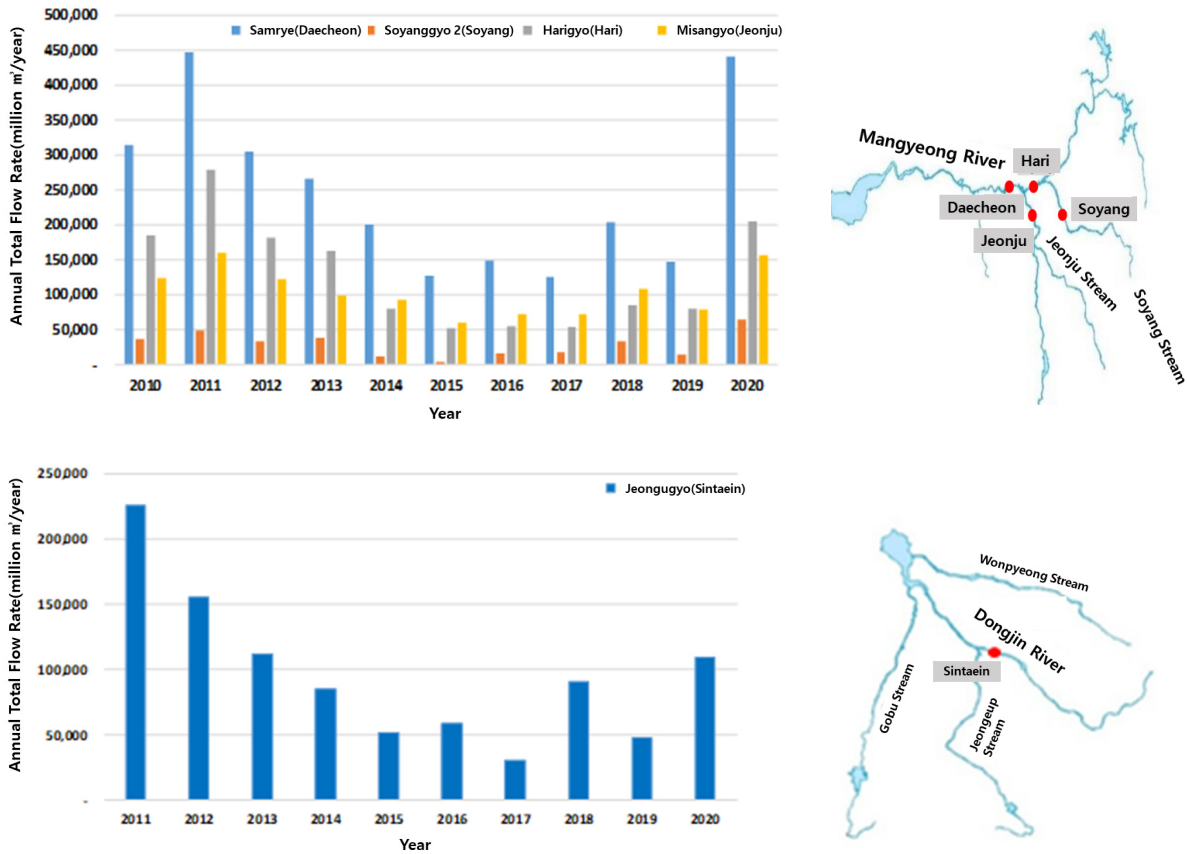 Annual Total Flow Rate(million ㎥/year)
500,000
450,000
400,000
350,000
300,000
250,000
200,000
150,000
100,000
50,000
-
Samrye(Daecheon) Soyanggyo 2(Soyang) Harigyo(Hari) Misangyo(Jeonju)
2010 2011 2012 2013 2014 2015 2016 2017 2018 2019 2020
Year
Mangyeong River
Hari
Daecheon
Soyang
Jeonju
Jeonju Stream
Soyang Stream
Annual Total Flow Rate(million ㎥/year)
250,000
200,000
150,000
100,000
50,000
-
Jeongugyo(Sintaein)
2011 2012 2013 2014 2015 2016 2017 2018 2019 2020
Year
Wonpyeong Stream
Dongjin River
Sintaein
Gobu Stream
Jeongeup
Stream